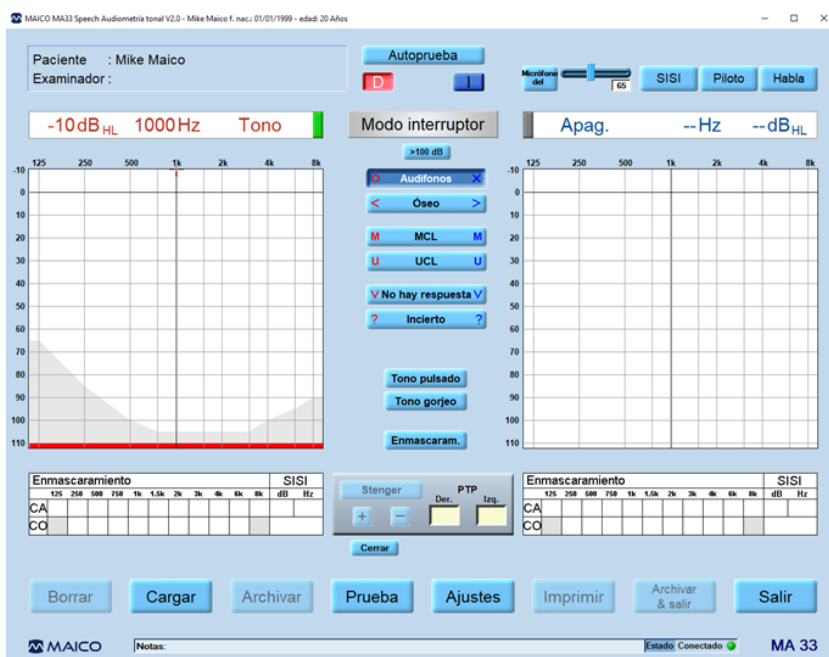 MAICO MA33 Speech Audiometría tonal V2.0 - Mike Maico f. nac.: 01/01/1999 - edad: 20 Años
Paciente : Mike Maico
Examinador :
Autoprueba
D I
Micrófono del
65
SISI Piloto Habla
-10 dB HL 1000 Hz Tono
Modo interruptor
Apag. --Hz --dB HL
>100 dB
125 250 500 1k 2k 4k 8k
-10
0
10
20
30
40
50
60
70
80
90
100
110
O Audífonos X
< Óseo >
M MCL M
U UCL U
V No hay respuesta V
? Incierto ?
Tono pulsado
Tono gorjeo
Enmascaram.
125 250 500 1k 2k 4k 8k
-10
0
10
20
30
40
50
60
70
80
90
100
110
Enmascaramiento SISI
125 250 500 750 1k 1.5k 2k 3k 4k 6k 8k dB Hz
CA
CO
Stenger PTP
Der. Izq.
+ −
Cerrar
Enmascaramiento SISI
125 250 500 750 1k 1.5k 2k 3k 4k 6k 8k dB Hz
CA
CO
Borrar Cargar Archivar Prueba Ajustes Imprimir Archivar & salir Salir
MAICO Notas: Estado Conectado MA 33